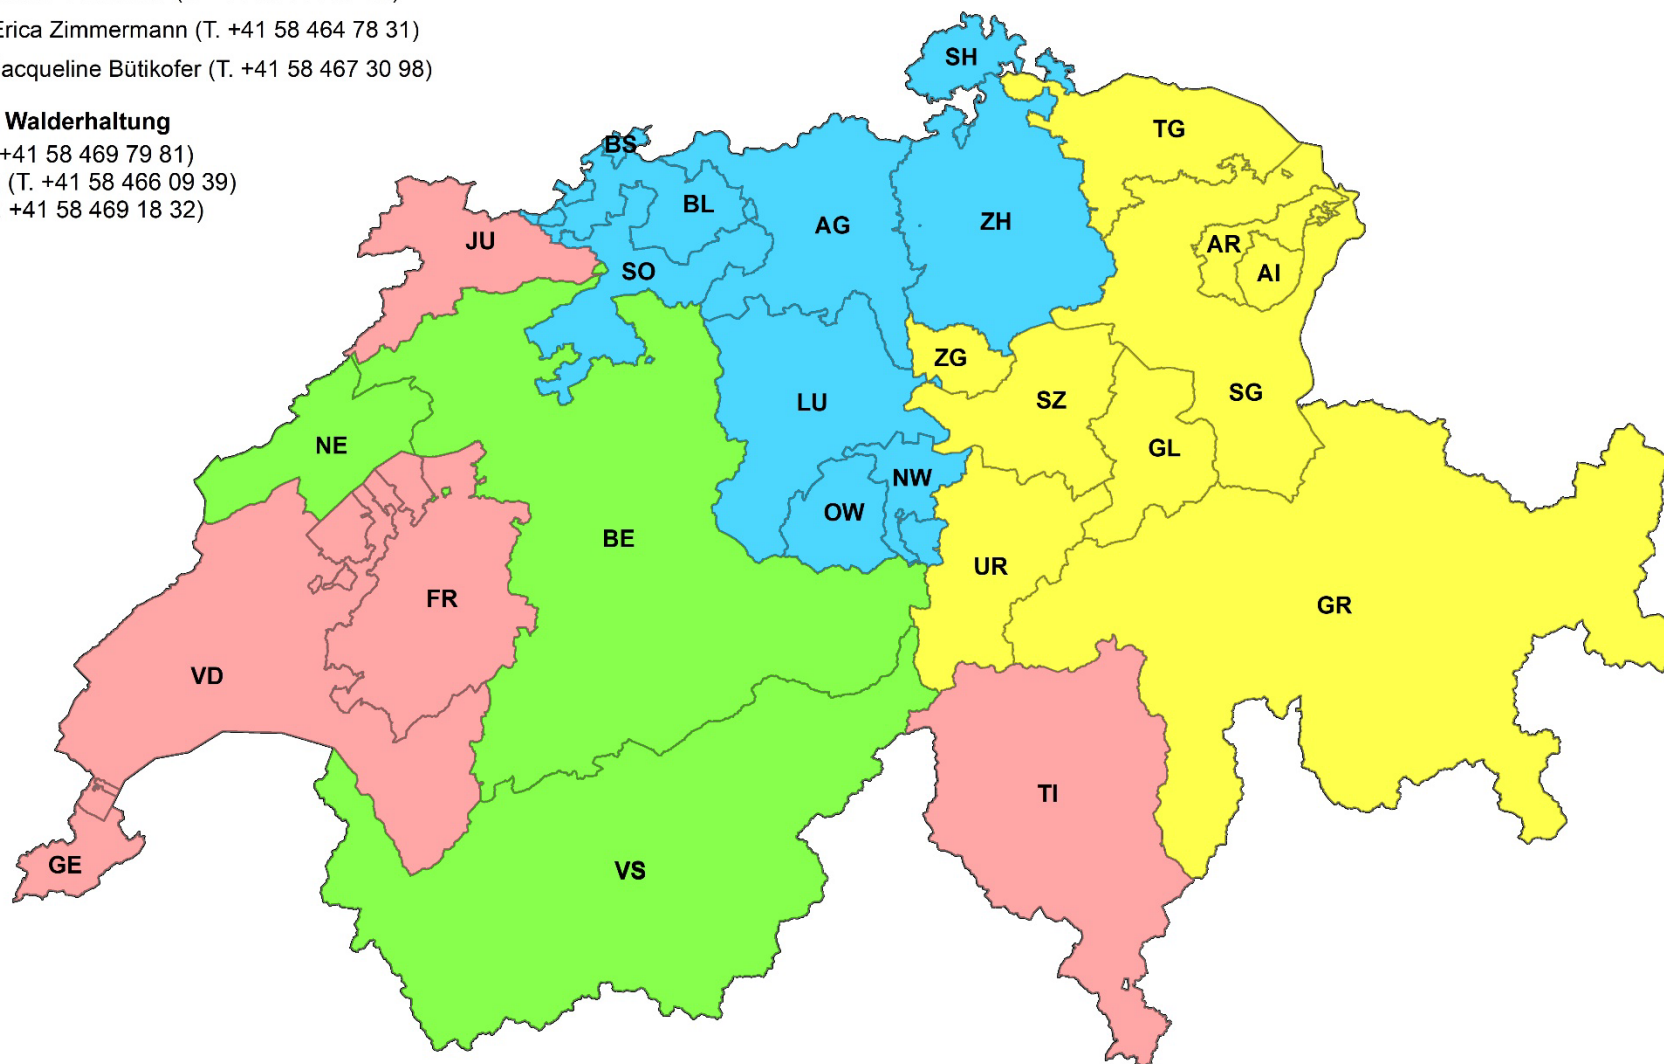 Erica Zimmermann (T. +41 58 464 78 31)
acqueline Bütikofer (T. +41 58 467 30 98)
Walderhaltung
+41 58 469 79 81)
(T. +41 58 466 09 39)
+41 58 469 18 32)
SH
TG
BS
BL
AG
ZH
JU
SO
AR
AI
ZG
LU
SZ
SG
NE
GL
NW
OW
BE
UR
FR
GR
VD
TI
GE
VS